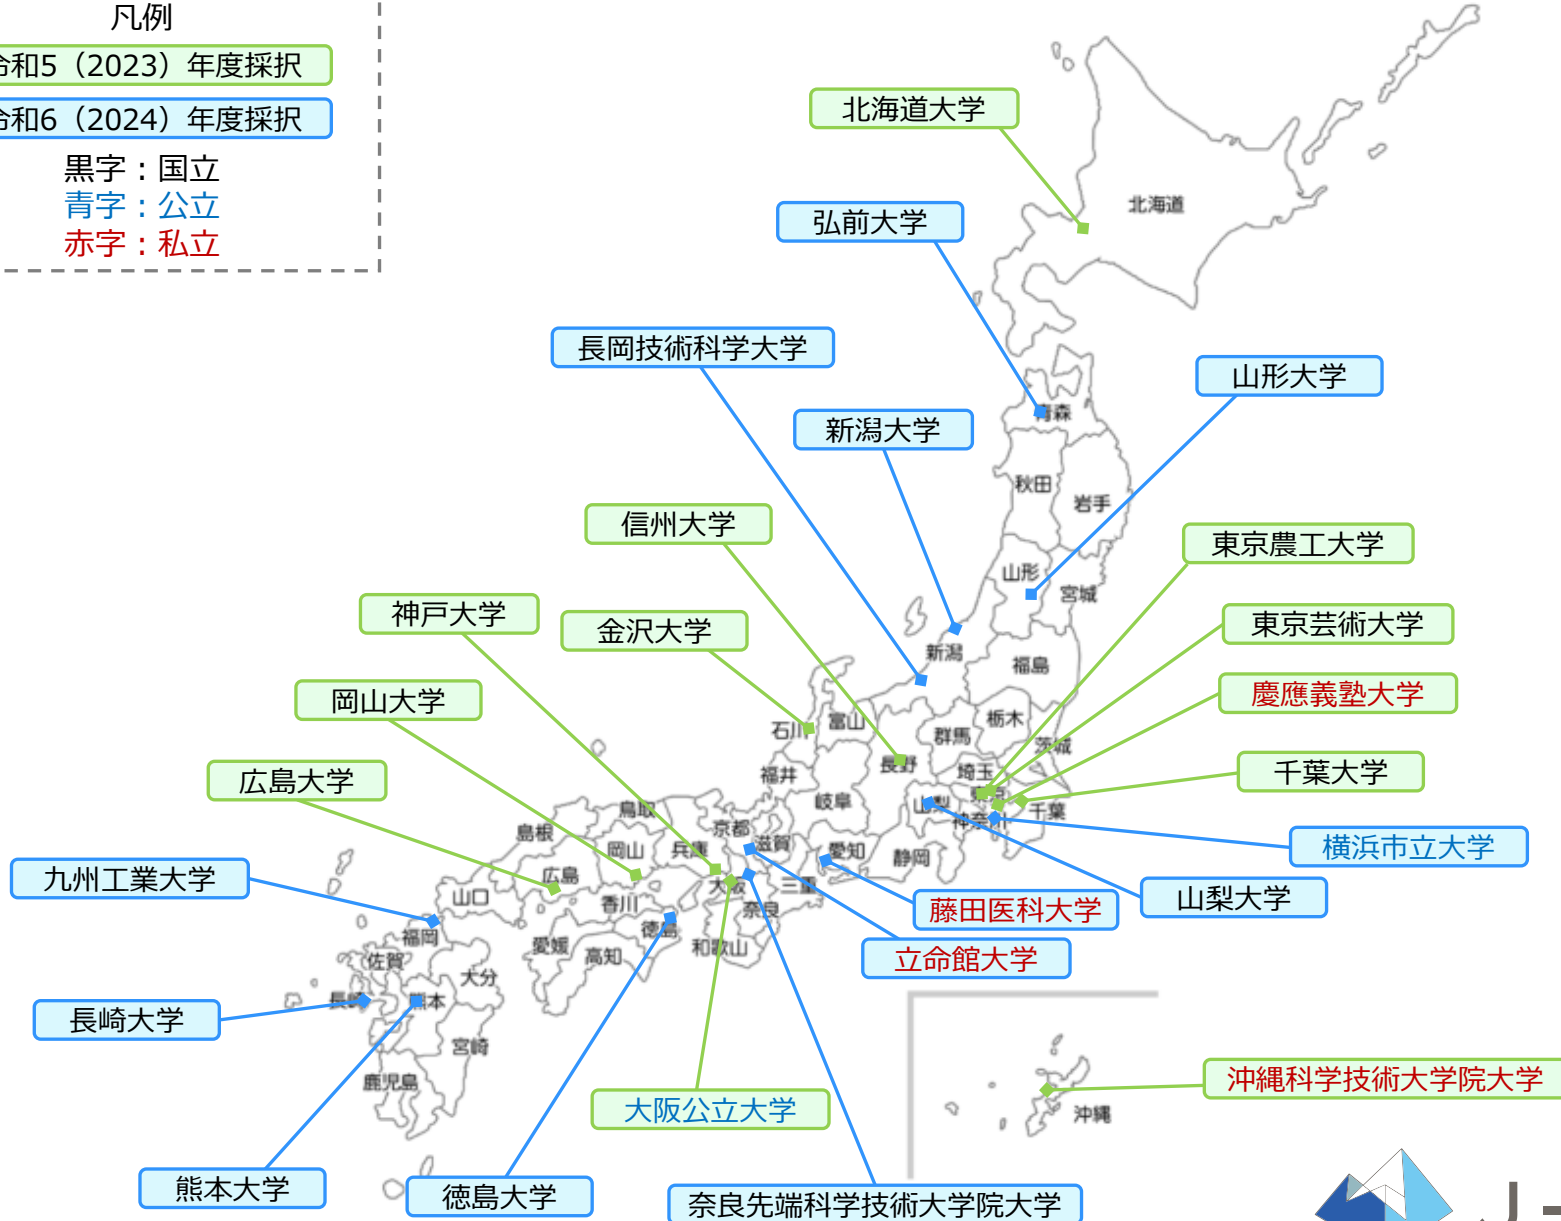 凡例
令和5（2023）年度採択
令和6（2024）年度採択
黒字：国立
青字：公立
赤字：私立
北海道大学
北海道
弘前大学
長岡技術科学大学
山形大学
青森
新潟大学
秋田
岩手
信州大学
東京農工大学
山形
宮城
神戸大学
金沢大学
東京芸術大学
新潟
福島
岡山大学
慶應義塾大学
石川
富山
群馬
栃木
茨城
広島大学
福井
長野
埼玉
千葉大学
鳥取
岐阜
山梨
東京
神奈川
千葉
島根
京都
滋賀
岡山
兵庫
愛知
静岡
横浜市立大学
九州工業大学
広島
大阪
三重
山口
香川
奈良
藤田医科大学
山梨大学
福岡
徳島
愛媛
高知
和歌山
立命館大学
佐賀
大分
長崎
熊本
長崎大学
宮崎
鹿児島
大阪公立大学
沖縄科学技術大学院大学
沖縄
熊本大学
徳島大学
奈良先端科学技術大学院大学